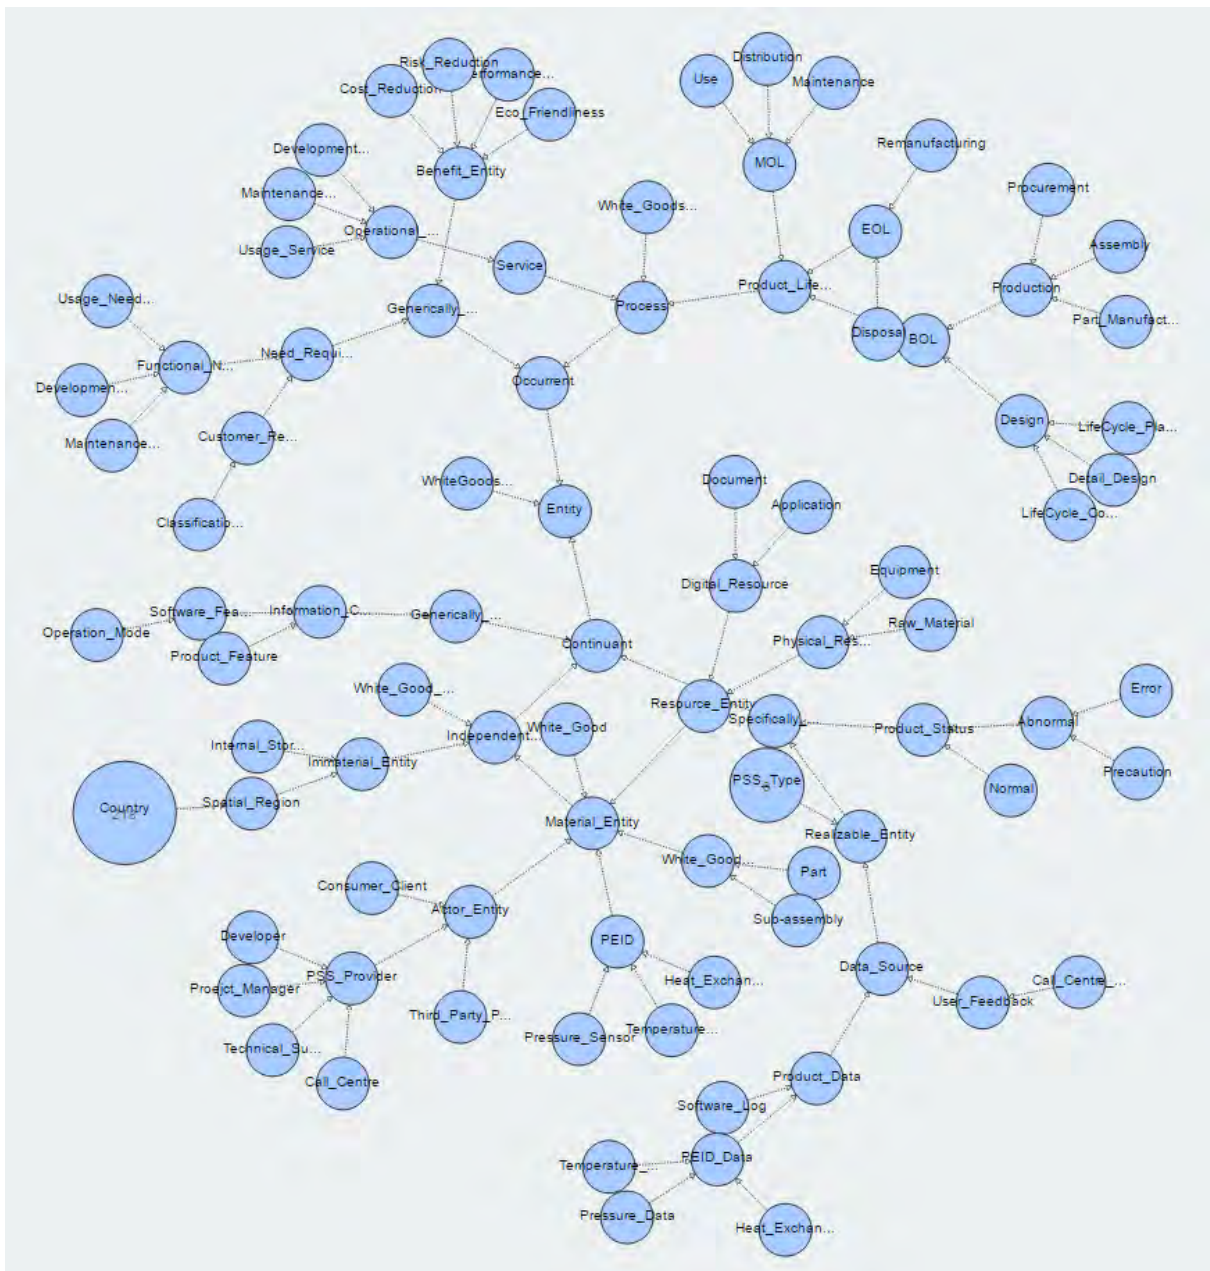 Risk_Reduction
erformance...
Cost_Reduction
Eco_Friendliness
Development...
Benefit_Entity
Maintenance...
Operational_...
Usage_Service
Service
White_Goods...
Process
Generically_...
Usage_Need...
Functional_N...
Need_Requi...
Developmen...
Maintenance...
Customer_Re...
Classificatio...
Occurrent
Distribution
Use
Maintenance
MOL
Remanufacturing
EOL
Procurement
Assembly
Production
Part_Manufact...
Product_Life...
Disposal
BOL
Design
LifeCycle_Pla...
Detail_Design
LifeCycle_Co...
WhiteGoods...
Entity
Document
Application
Digital_Resource
Equipment
Raw_Material
Physical_Res...
Software_Fea...
Information_C...
Generically_...
Operation_Mode
Product_Feature
Continuant
White_Good_...
Resource_Entity
White_Good
Independent...
Specifically_...
Product_Status
Abnormal
Error
Precaution
Normal
Internal_Stor...
Immaterial_Entity
Country
Spatial_Region
PSS_Type
Material_Entity
Realizable_Entity
White_Good...
Part
Sub-assembly
Consumer_Client
Actor_Entity
Developer
PSS_Provider
Proejct_Manager
Third_Party_P...
Technical_Su...
Call_Centre
PEID
Heat_Exchan...
Pressure_Sensor
Temperature...
Data_Source
User_Feedback
Call_Centre_...
Product_Data
Software_Log
PEID_Data
Temperature_...
Pressure_Data
Heat_Exchan...